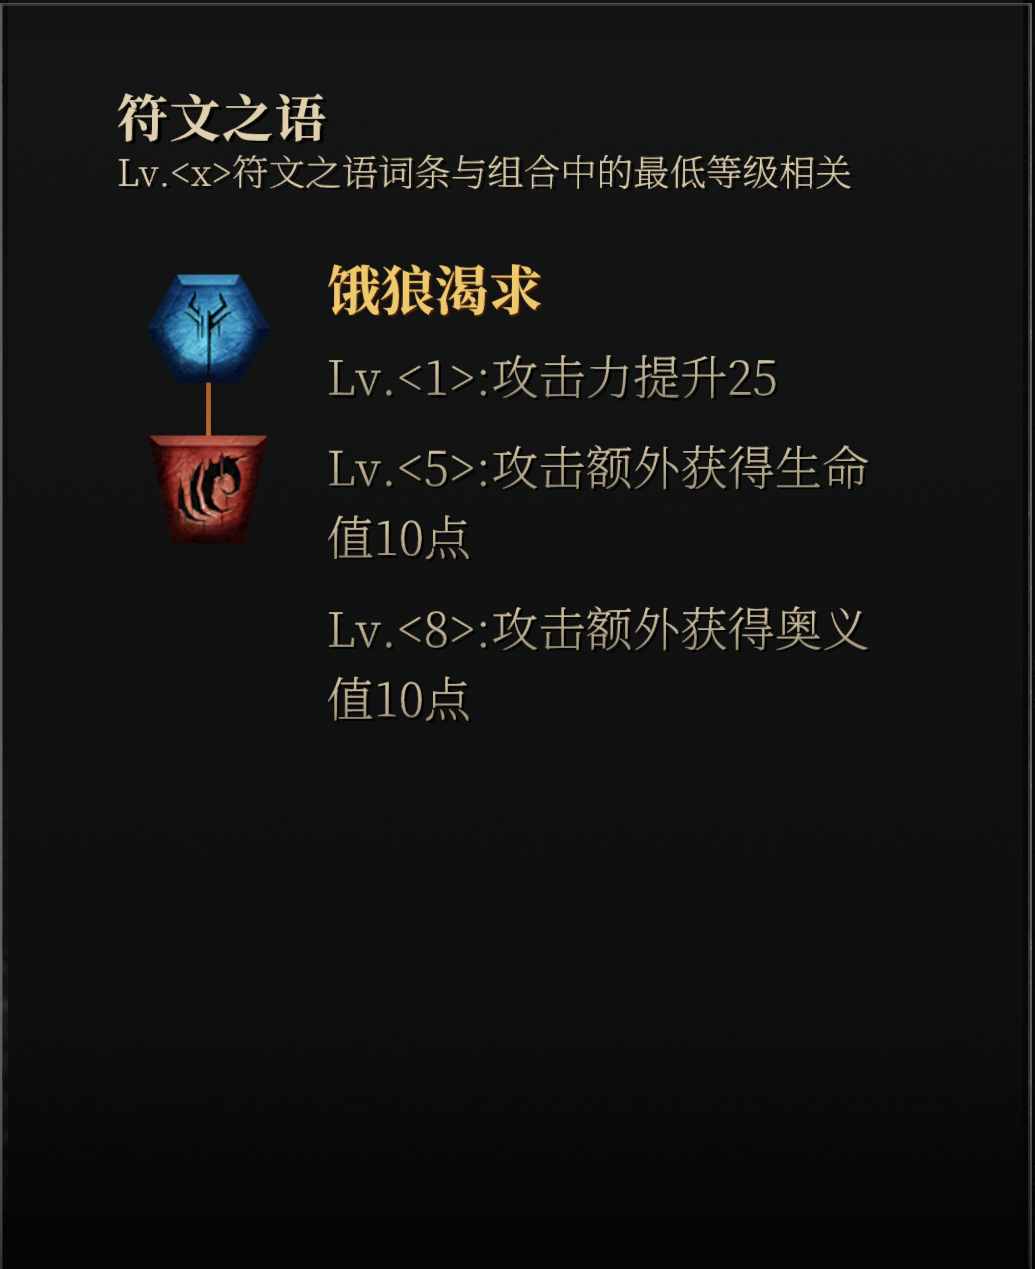 符文之语
Lv.<x>符文之语词条与组合中的最低等级相关
饿狼渴求
Lv.<1>:攻击力提升25
Lv.<5>:攻击额外获得生命
值10点
Lv.<8>:攻击额外获得奥义
值10点